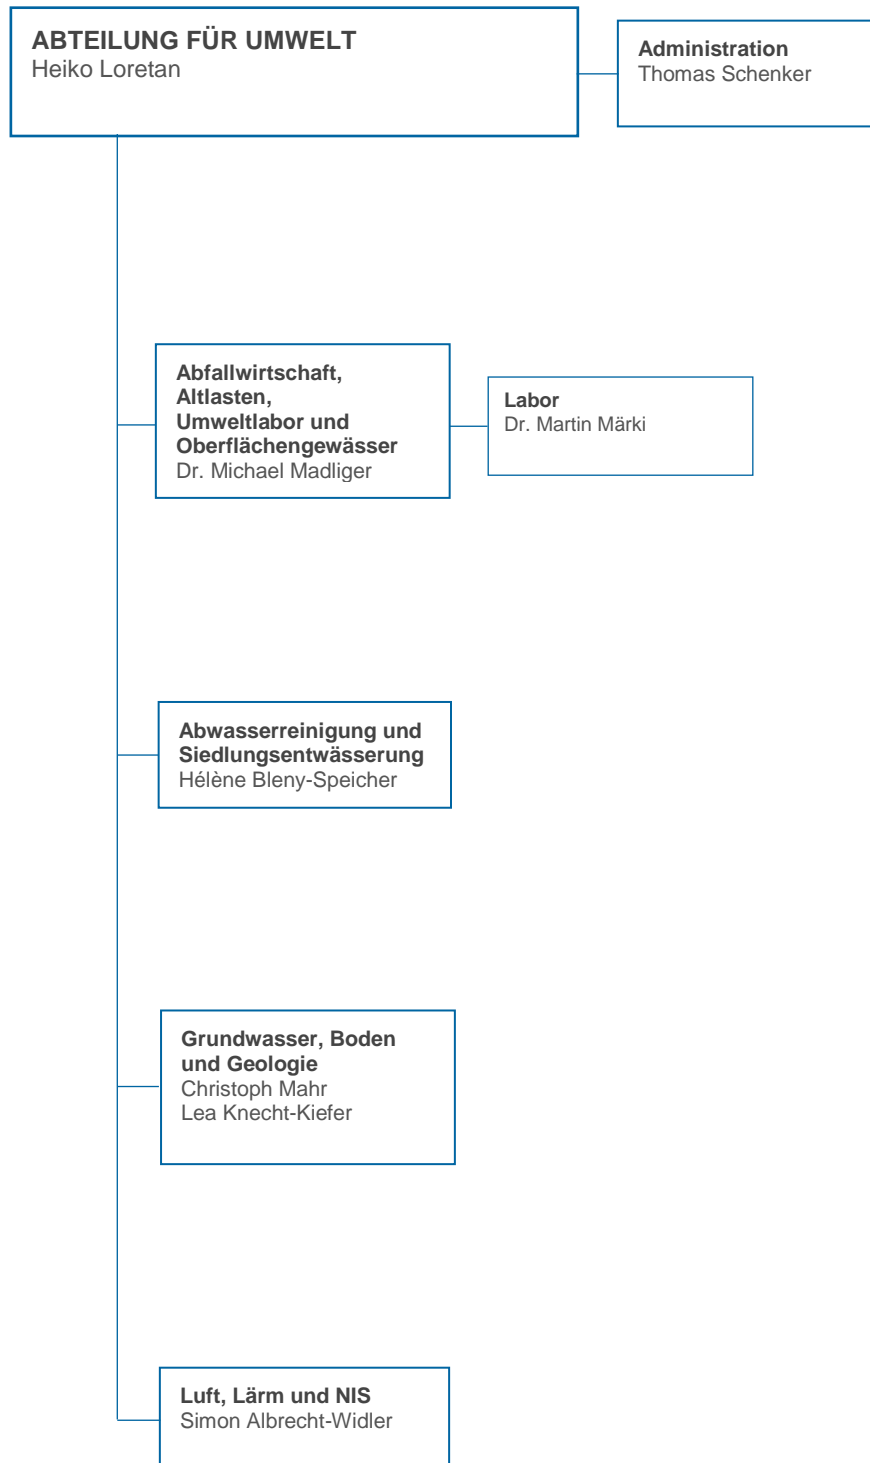 ABTEILUNG FÜR UMWELT
Heiko Loretan
Administration
Thomas Schenker
Abfallwirtschaft,
Altlasten,
Umweltlabor und
Oberflächengewässer
Dr. Michael Madliger
Labor
Dr. Martin Märki
Abwasserreinigung und
Siedlungsentwässerung
Hélène Bleny-Speicher
Grundwasser, Boden
und Geologie
Christoph Mahr
Lea Knecht-Kiefer
Luft, Lärm und NIS
Simon Albrecht-Widler